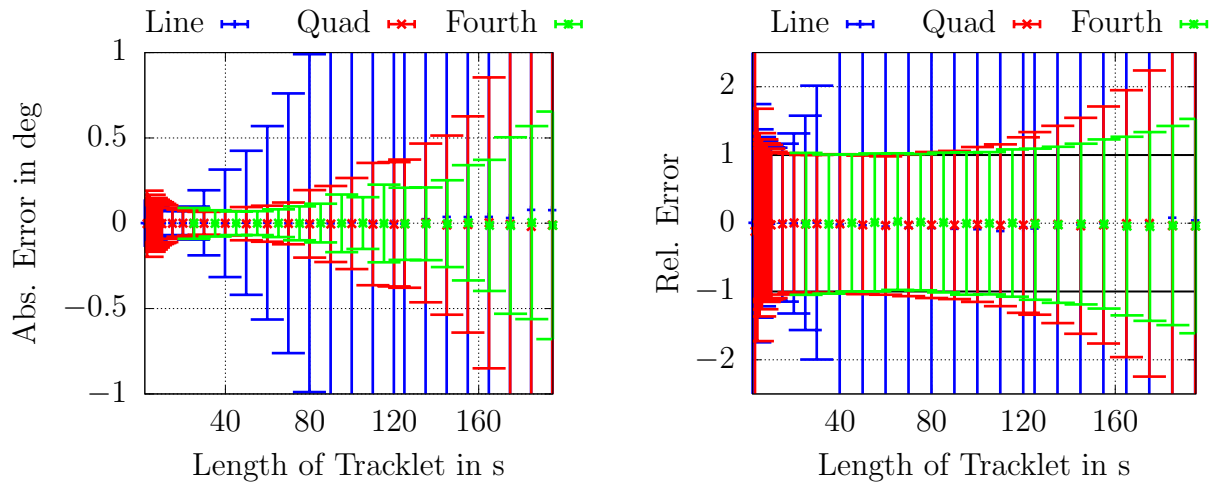 Line Quad Fourth
1
0.5
0
−0.5
−1
Abs. Error in deg
40 80 120 160
Length of Tracklet in s
Line Quad Fourth
2
1
0
−1
−2
Rel. Error
40 80 120 160
Length of Tracklet in s